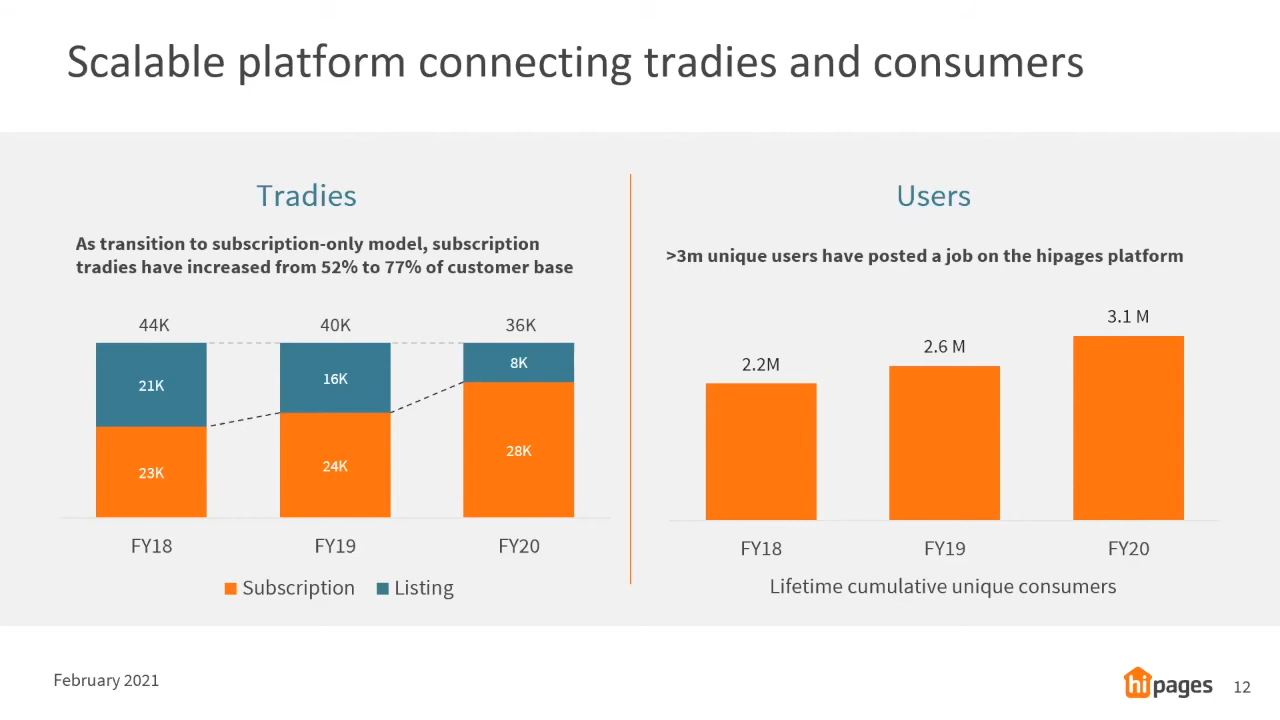 Scalable platform connecting tradies and consumers
Tradies
As transition to subscription-only model, subscription
tradies have increased from 52% to 77% of customer base
44K
40K
36K
21K
16K
8K
23K
24K
28K
FY18
FY19
FY20
Subscription
Listing
Users
>3m unique users have posted a job on the hipages platform
2.2M
2.6 M
3.1 M
FY18
FY19
FY20
Lifetime cumulative unique consumers
February 2021
hipages
12